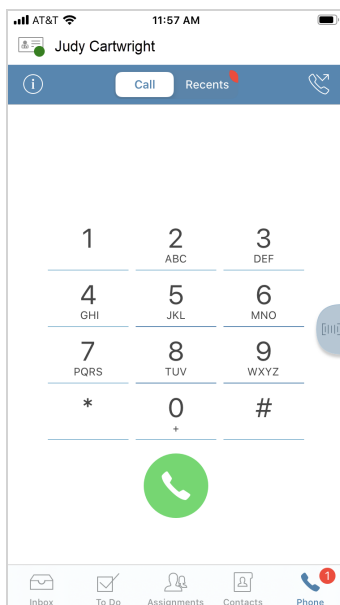 AT&T 11:57 AM
Judy Cartwright
Call Recents
1 2 3
ABC DEF
4 5 6
GHI JKL MNO
7 8 9
PQRS TUV WXYZ
* 0 #
+
1
Inbox To Do Assignments Contacts Phone